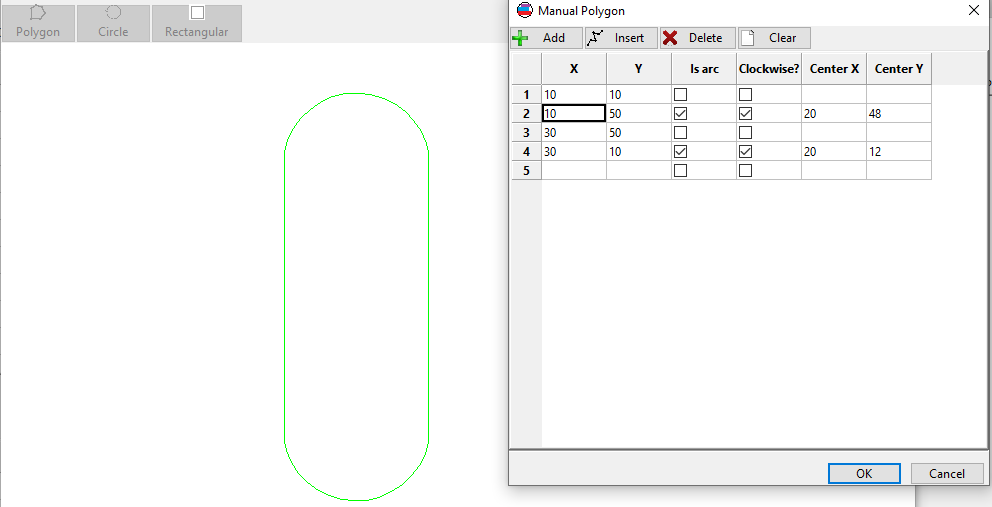 Manual Polygon
Polygon Circle Rectangular
Add Insert Delete Clear
X Y Is arc Clockwise? Center X Center Y
1 10 10
2 10 50 20 48
3 30 50
4 30 10 20 12
5
OK Cancel